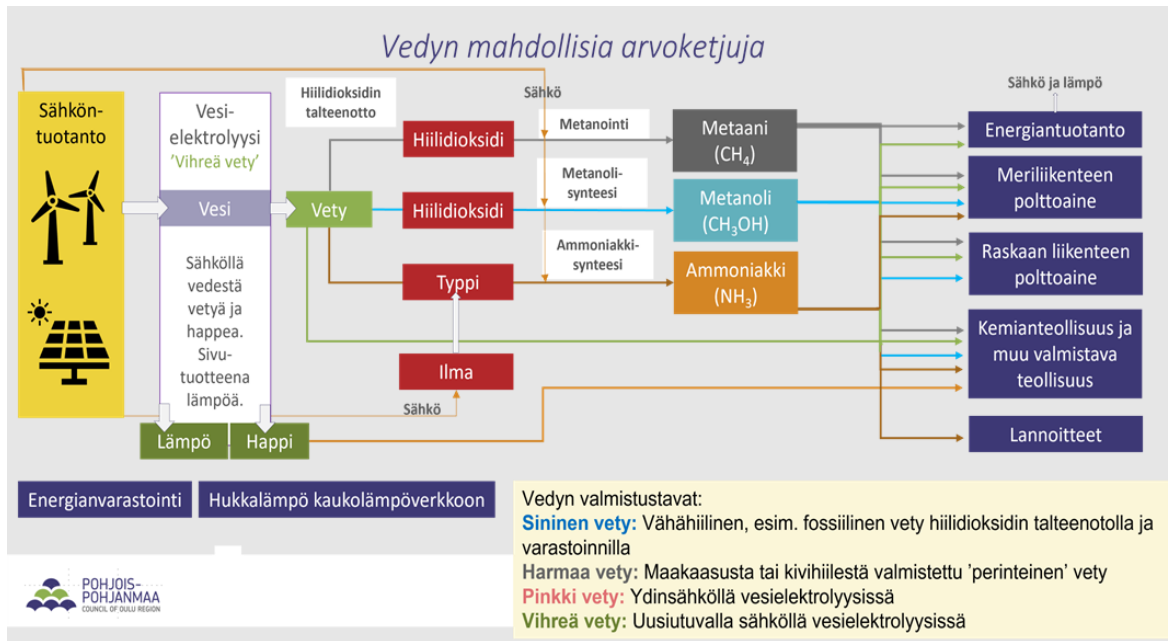 Vedyn mahdollisia arvoketjuja
Sähkön-
tuotanto
Vesi-
elektrolyysi
'Vihreä vety'
Vesi
Sähköllä
vedestä
vetyä ja
happea.
Sivu-
tuotteena
lämpöä.
Lämpö
Happi
Vety
Hiilidioksidin
talteenotto
Hiilidioksidi
Hiilidioksidi
Typpi
Ilma
Sähkö
Sähkö
Metanointi
Metanoli-
synteesi
Ammoniakki-
synteesi
Metaani
(CH₄)
Metanoli
(CH₃OH)
Ammoniakki
(NH₃)
Sähkö ja lämpö
Energiantuotanto
Meriliikenteen
polttoaine
Raskaan liikenteen
polttoaine
Kemianteollisuus ja
muu valmistava
teollisuus
Lannoitteet
Energianvarastointi
Hukkalämpö kaukolämpöverkkoon
Vedyn valmistustavat:
Sininen vety: Vähähiilinen, esim. fossiilinen vety hiilidioksidin talteenotolla ja
varastoinnilla
Harmaa vety: Maakaasusta tai kivihiilestä valmistettu 'perinteinen' vety
Pinkki vety: Ydinsähköllä vesielektrolyysissä
Vihreä vety: Uusiutuvalla sähköllä vesielektrolyysissä
POHJOIS-
POHJANMAA
COUNCIL OF OULU REGION